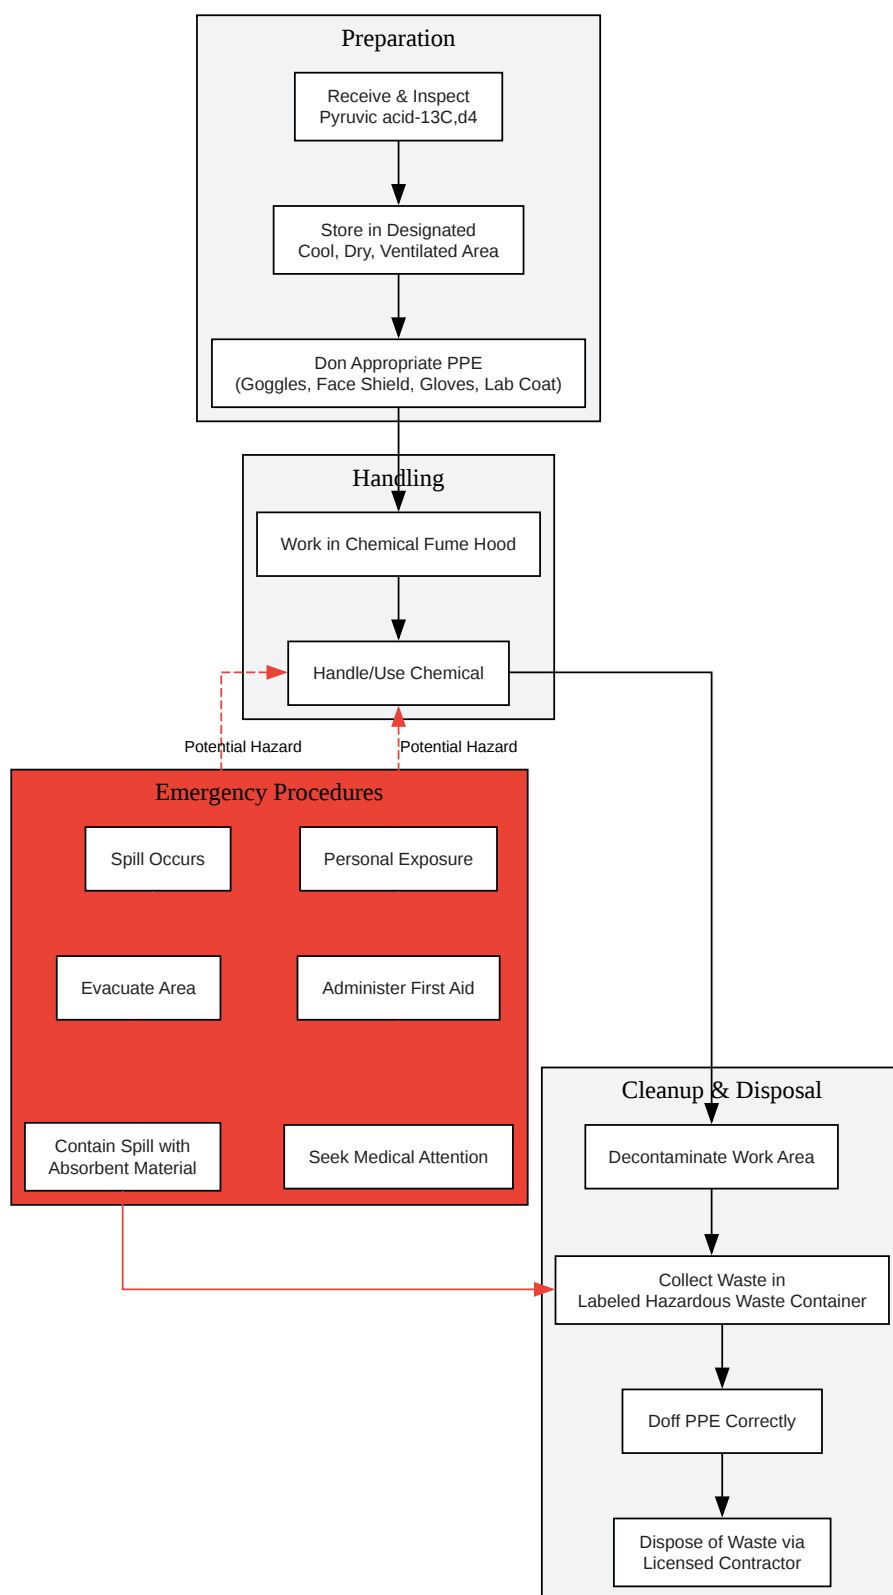 Preparation
Receive & Inspect
Pyruvic acid-13C,d4
Store in Designated
Cool, Dry, Ventilated Area
Don Appropriate PPE
(Goggles, Face Shield, Gloves, Lab Coat)
Handling
Work in Chemical Fume Hood
Handle/Use Chemical
Potential Hazard
Potential Hazard
Emergency Procedures
Spill Occurs
Personal Exposure
Evacuate Area
Administer First Aid
Contain Spill with
Absorbent Material
Seek Medical Attention
Cleanup & Disposal
Decontaminate Work Area
Collect Waste in
Labeled Hazardous Waste Container
Doff PPE Correctly
Dispose of Waste via
Licensed Contractor